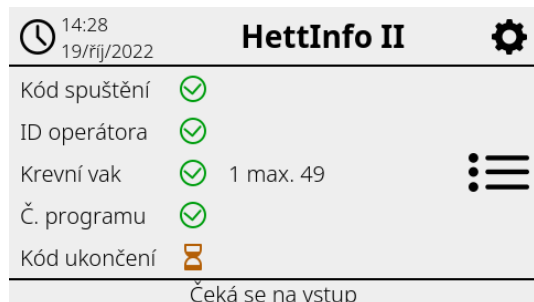 14:28
19/říj/2022
HettInfo II
Kód spuštění
ID operátora
Krevní vak 1 max. 49
Č. programu
Kód ukončení
Čeká se na vstup